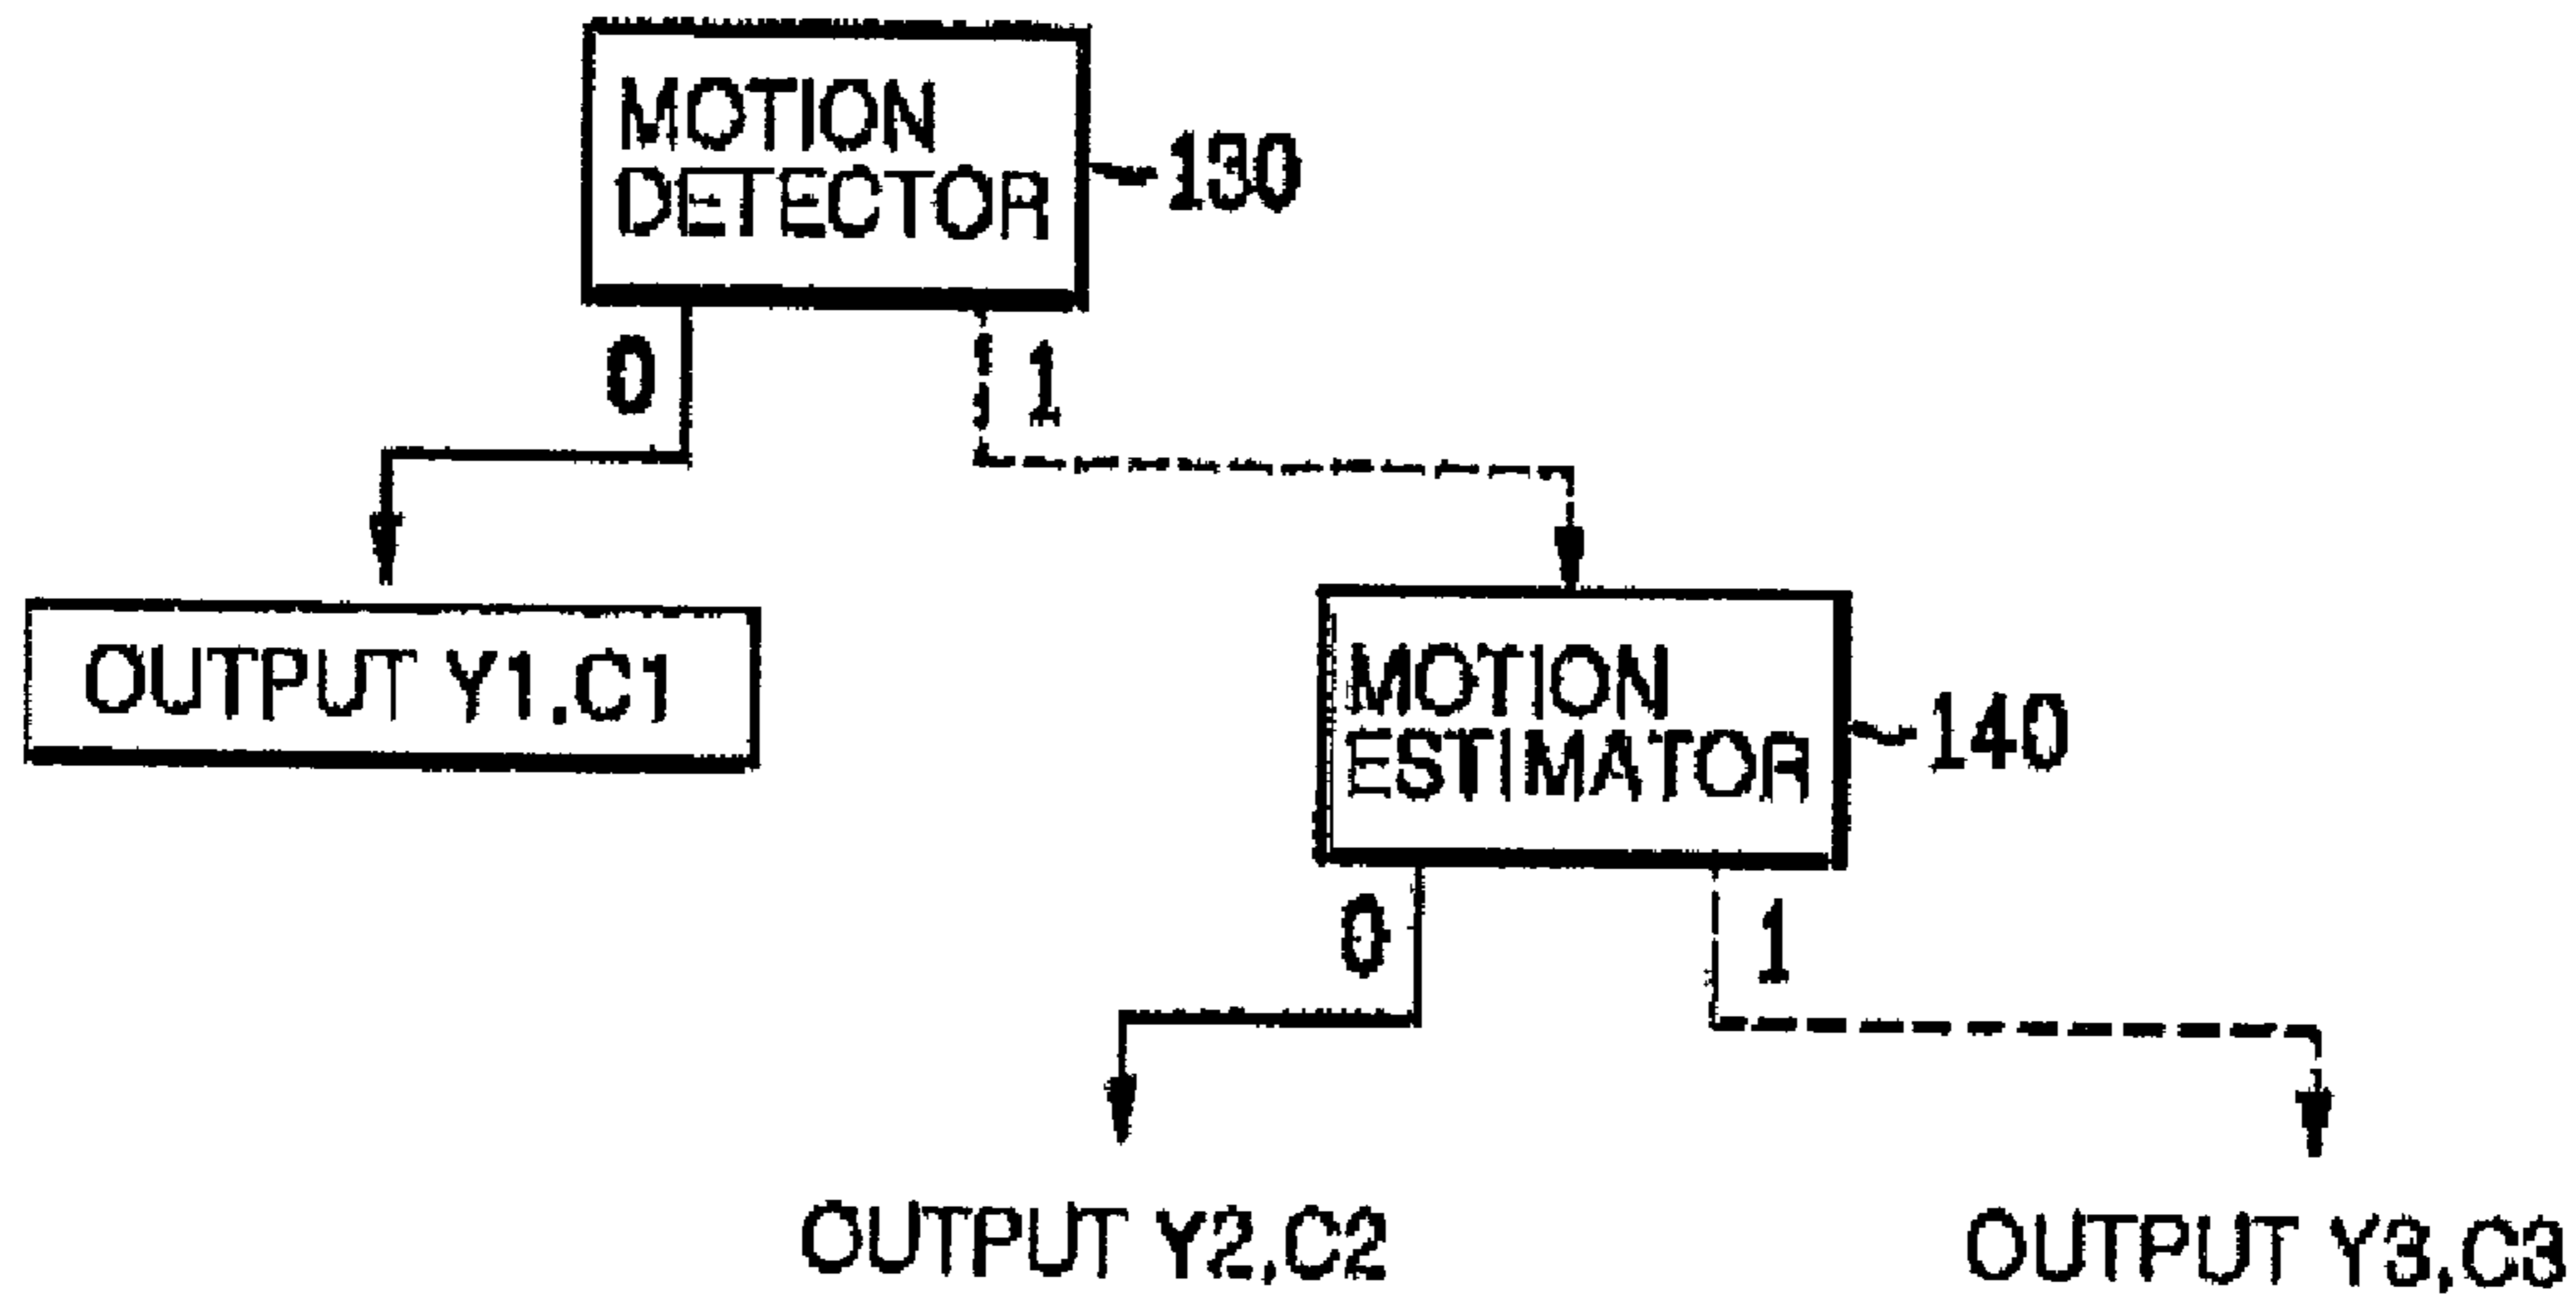 MOTION
DETECTOR
130
0
1
OUTPUT Y1,C1
MOTION
ESTIMATOR
140
0
1
OUTPUT Y2,C2
OUTPUT Y3,C3